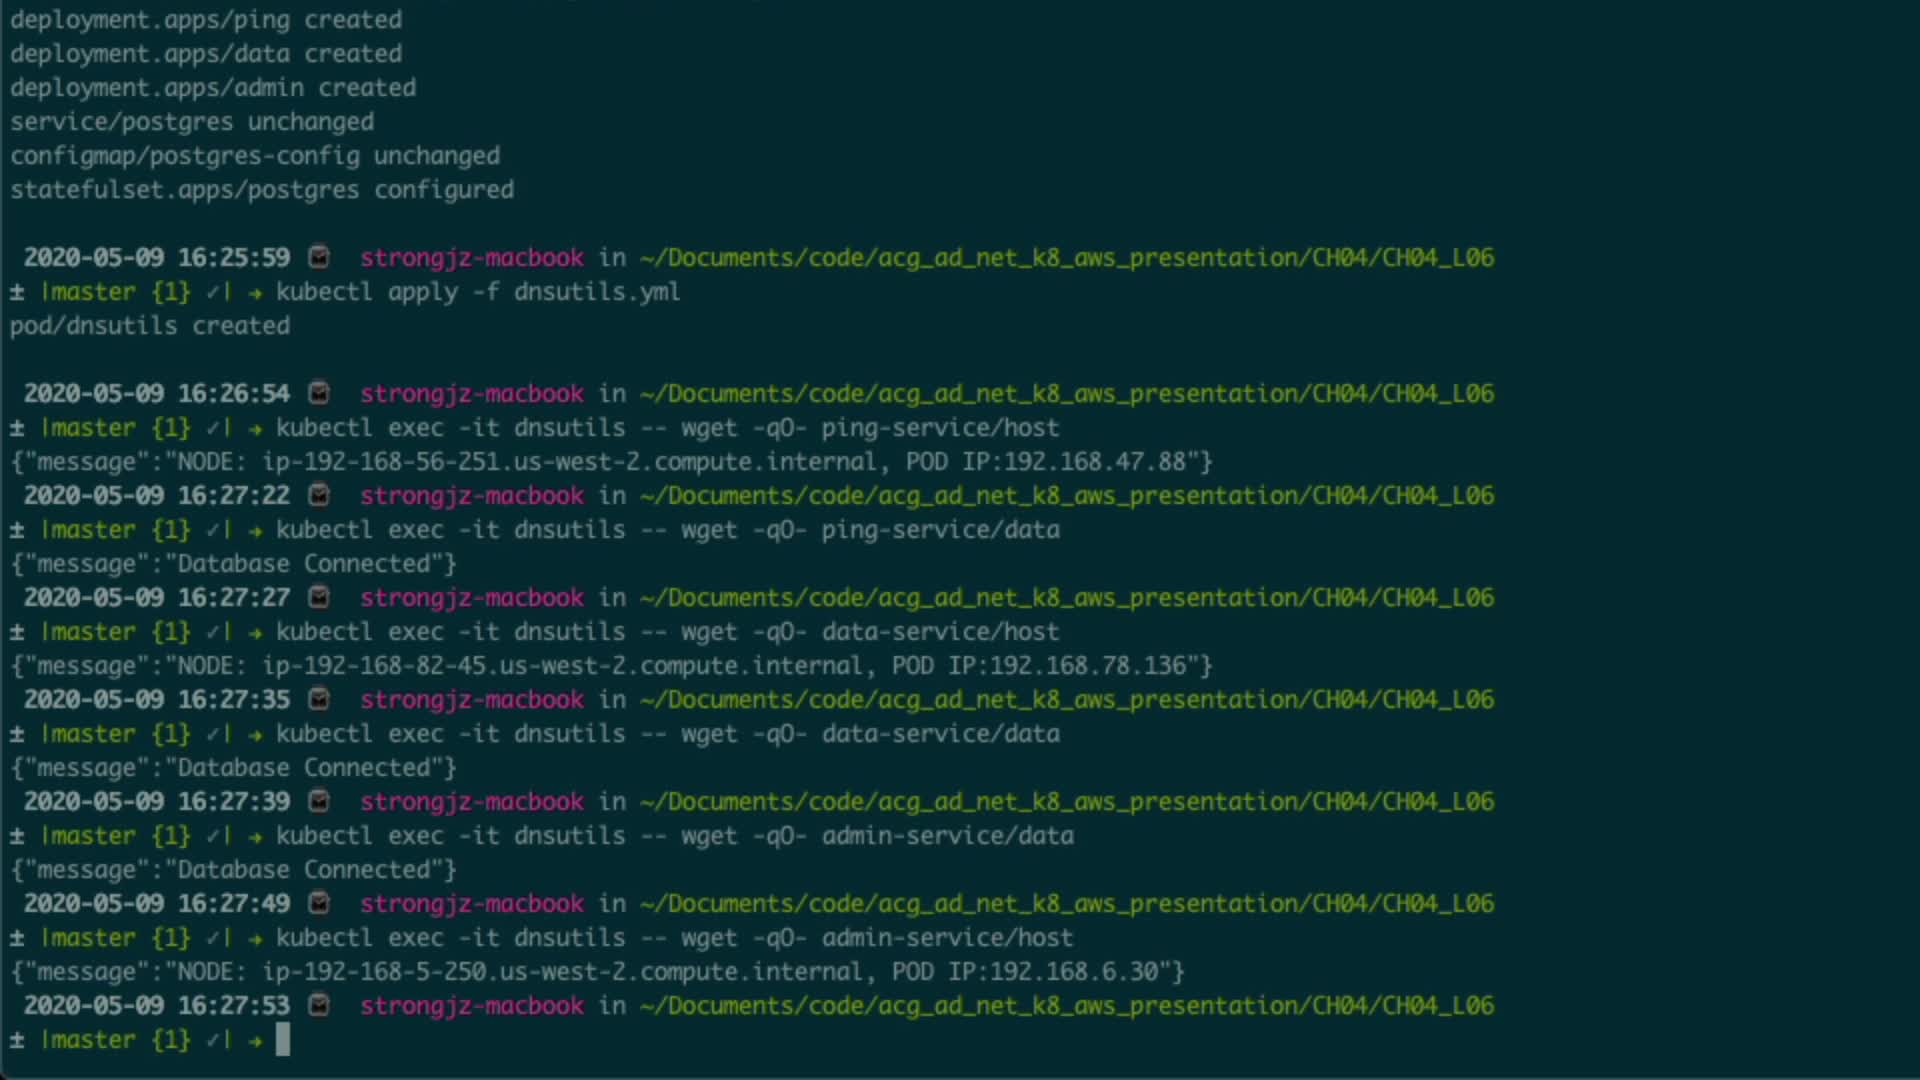 deployment.apps/ping created
deployment.apps/data created
deployment.apps/admin created
service/postgres unchanged
configmap/postgres-config unchanged
statefulset.apps/postgres configured
2020-05-09 16:25:59 strongjz-macbook in ~/Documents/code/acg_ad_net_k8_aws_presentation/CH04/CH04_L06
± |master {1} ✓| → kubectl apply -f dnsutils.yml
pod/dnsutils created
2020-05-09 16:26:54 strongjz-macbook in ~/Documents/code/acg_ad_net_k8_aws_presentation/CH04/CH04_L06
± |master {1} ✓| → kubectl exec -it dnsutils -- wget -qO- ping-service/host
{"message":"NODE: ip-192-168-56-251.us-west-2.compute.internal, POD IP:192.168.47.88"}
2020-05-09 16:27:22 strongjz-macbook in ~/Documents/code/acg_ad_net_k8_aws_presentation/CH04/CH04_L06
± |master {1} ✓| → kubectl exec -it dnsutils -- wget -qO- ping-service/data
{"message":"Database Connected"}
2020-05-09 16:27:27 strongjz-macbook in ~/Documents/code/acg_ad_net_k8_aws_presentation/CH04/CH04_L06
± |master {1} ✓| → kubectl exec -it dnsutils -- wget -qO- data-service/host
{"message":"NODE: ip-192-168-82-45.us-west-2.compute.internal, POD IP:192.168.78.136"}
2020-05-09 16:27:35 strongjz-macbook in ~/Documents/code/acg_ad_net_k8_aws_presentation/CH04/CH04_L06
± |master {1} ✓| → kubectl exec -it dnsutils -- wget -qO- data-service/data
{"message":"Database Connected"}
2020-05-09 16:27:39 strongjz-macbook in ~/Documents/code/acg_ad_net_k8_aws_presentation/CH04/CH04_L06
± |master {1} ✓| → kubectl exec -it dnsutils -- wget -qO- admin-service/data
{"message":"Database Connected"}
2020-05-09 16:27:49 strongjz-macbook in ~/Documents/code/acg_ad_net_k8_aws_presentation/CH04/CH04_L06
± |master {1} ✓| → kubectl exec -it dnsutils -- wget -qO- admin-service/host
{"message":"NODE: ip-192-168-5-250.us-west-2.compute.internal, POD IP:192.168.6.30"}
2020-05-09 16:27:53 strongjz-macbook in ~/Documents/code/acg_ad_net_k8_aws_presentation/CH04/CH04_L06
± |master {1} ✓| →